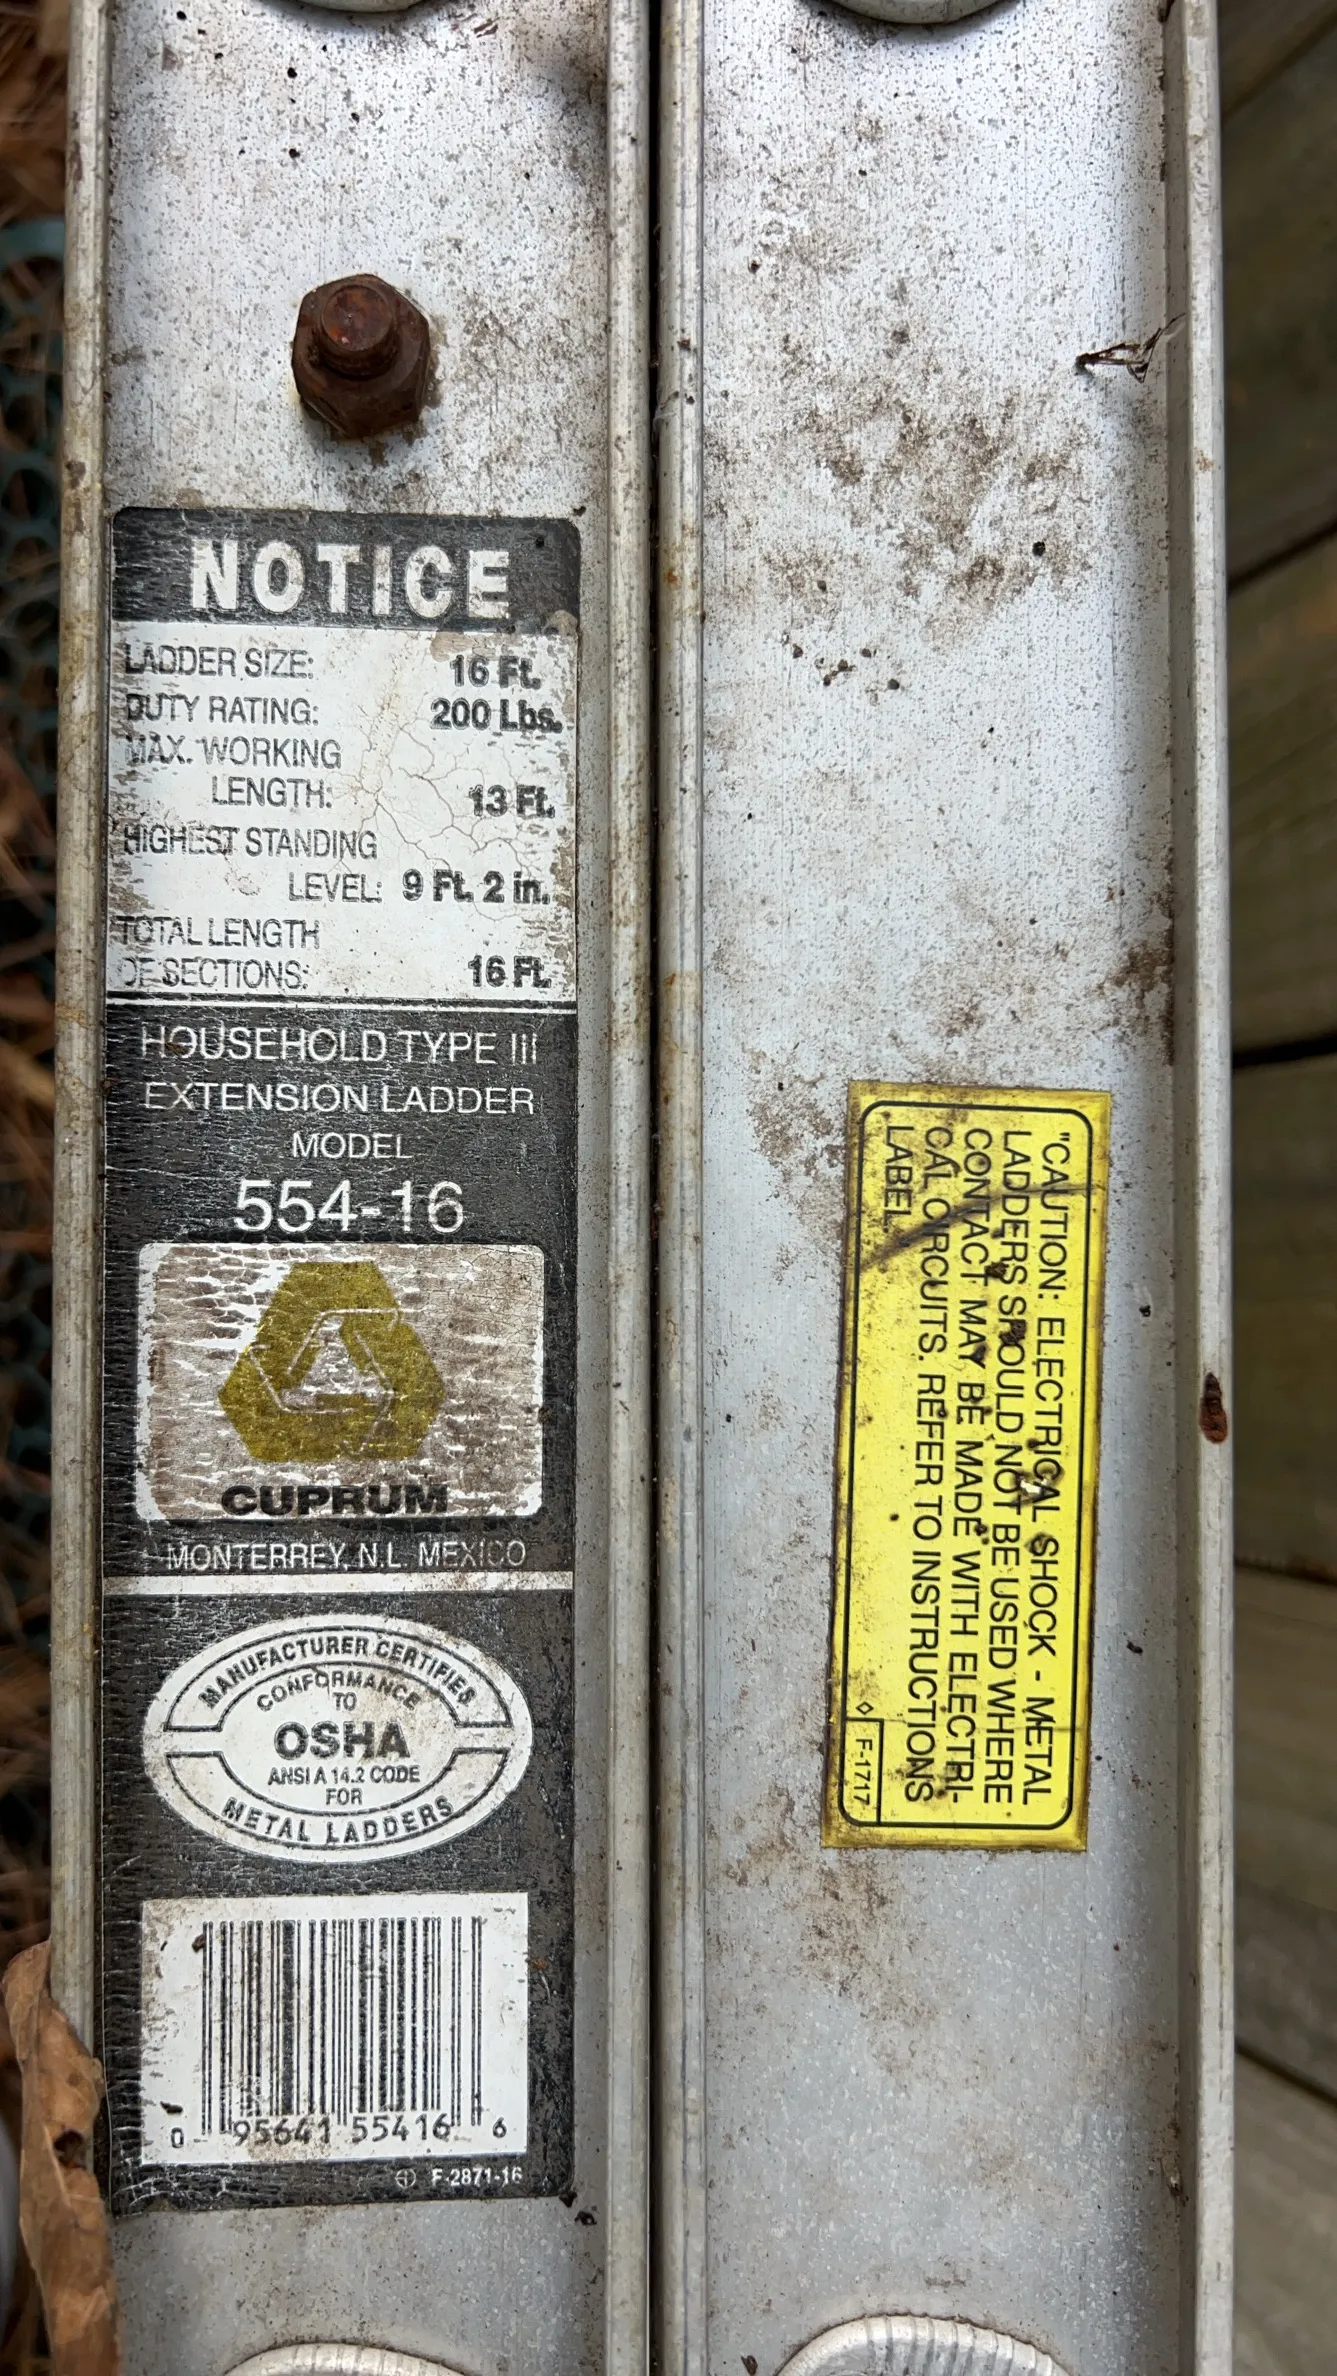 NOTICE
LADDER SIZE: 16 Ft.
DUTY RATING: 200 Lbs.
MAX. WORKING
LENGTH: 13 Ft.
HIGHEST STANDING
LEVEL: 9 Ft. 2 in.
TOTAL LENGTH
OF SECTIONS: 16 Ft.
HOUSEHOLD TYPE III
EXTENSION LADDER
MODEL
554-16
CUPRUM
MONTERREY, N.L. MEXICO
MANUFACTURER CERTIFIES
CONFORMANCE
TO
OSHA
ANSI A 14.2 CODE
FOR
METAL LADDERS
0 95641 55416 6
F-2871-16
"CAUTION: ELECTRICAL SHOCK - METAL
LADDERS SHOULD NOT BE USED WHERE
CONTACT MAY BE MADE WITH ELECTRI-
CAL CIRCUITS. REFER TO INSTRUCTIONS
LABEL.
F-1717